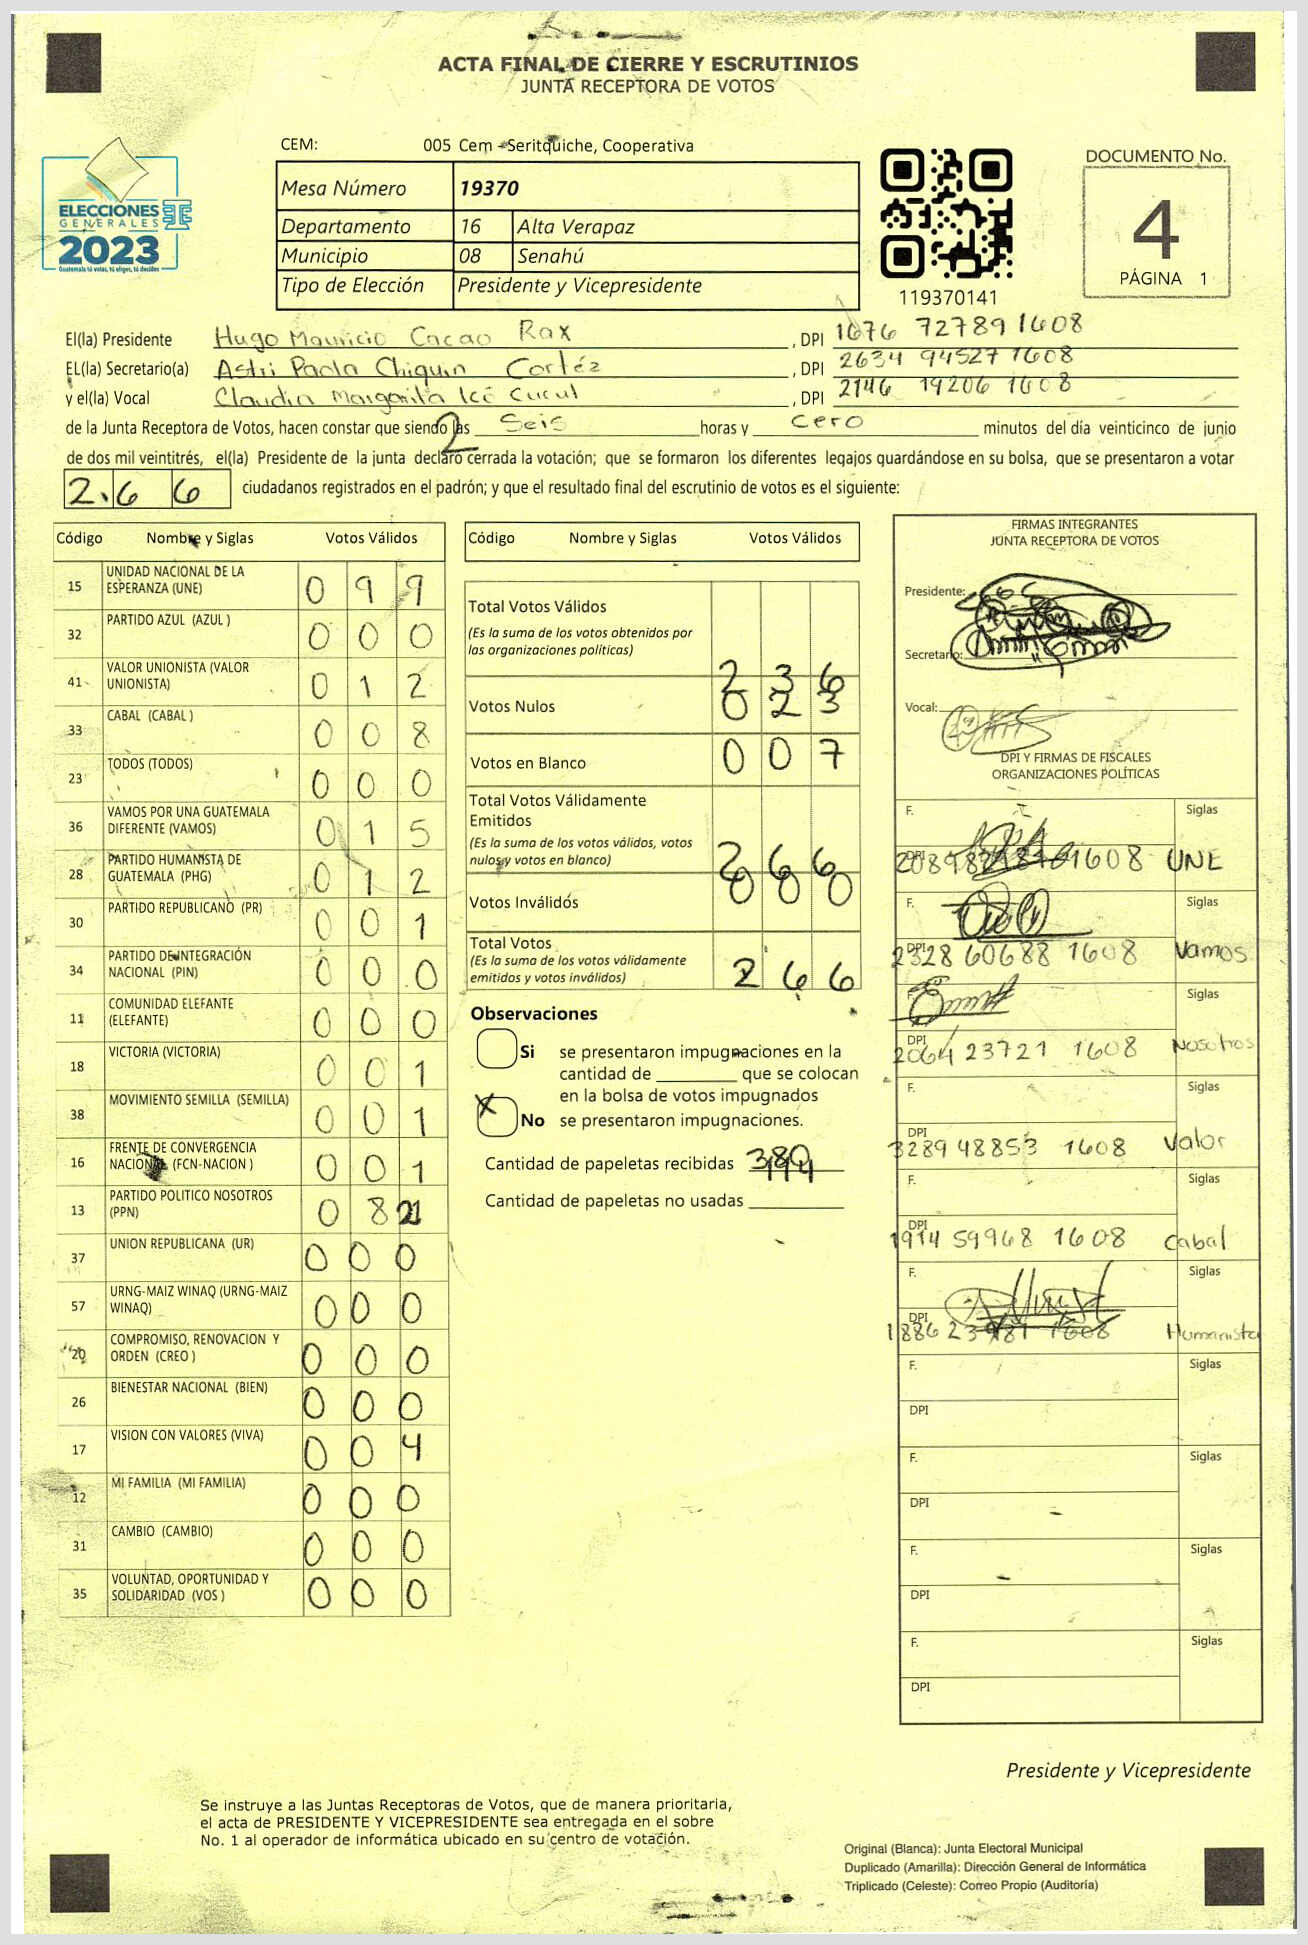 ACTA FINAL DE CIERRE Y ESCRUTINIOS
JUNTA RECEPTORA DE VOTOS
CEM: 005 Cem - Seritquiche, Cooperativa
ELECCIONES
GENERALES
2023
Guatemala tú votas, tú eliges, tú decides
Mesa Número 19370
Departamento 16 Alta Verapaz
Municipio 08 Senahú
Tipo de Elección Presidente y Vicepresidente
119370141
DOCUMENTO No.
4
PÁGINA 1
El(la) Presidente Hugo Mauricio Cacao Rax , DPI 1676 72789 1608
EL(la) Secretario(a) Astri Paola Chiquin Cortéz , DPI 2634 94527 1608
y el(la) Vocal Claudia Margarita Icó Cucul , DPI 2146 19206 1608
de la Junta Receptora de Votos, hacen constar que siendo las Seis horas y cero minutos del día veinticinco de junio
de dos mil veintitrés, el(la) Presidente de la junta declaró cerrada la votación; que se formaron los diferentes legajos guardándose en su bolsa, que se presentaron a votar
2 6 6 ciudadanos registrados en el padrón; y que el resultado final del escrutinio de votos es el siguiente:
Código Nombre y Siglas Votos Válidos
15 UNIDAD NACIONAL DE LA ESPERANZA (UNE) 0 9 9
32 PARTIDO AZUL (AZUL ) 0 0 0
41 VALOR UNIONISTA (VALOR UNIONISTA) 0 1 2
33 CABAL (CABAL ) 0 0 8
23 TODOS (TODOS) 0 0 0
36 VAMOS POR UNA GUATEMALA DIFERENTE (VAMOS) 0 1 5
28 PARTIDO HUMANISTA DE GUATEMALA (PHG) 0 1 2
30 PARTIDO REPUBLICANO (PR) 0 0 1
34 PARTIDO DE INTEGRACIÓN NACIONAL (PIN) 0 0 0
11 COMUNIDAD ELEFANTE (ELEFANTE) 0 0 0
18 VICTORIA (VICTORIA) 0 0 1
38 MOVIMIENTO SEMILLA (SEMILLA) 0 0 1
16 FRENTE DE CONVERGENCIA NACIONAL (FCN-NACION ) 0 0 1
13 PARTIDO POLITICO NOSOTROS (PPN) 0 8
37 UNION REPUBLICANA (UR) 0 0 0
57 URNG-MAIZ WINAQ (URNG-MAIZ WINAQ) 0 0 0
20 COMPROMISO, RENOVACION Y ORDEN (CREO ) 0 0 0
26 BIENESTAR NACIONAL (BIEN) 0 0 0
17 VISION CON VALORES (VIVA) 0 0 4
12 MI FAMILIA (MI FAMILIA) 0 0 0
31 CAMBIO (CAMBIO) 0 0 0
35 VOLUNTAD, OPORTUNIDAD Y SOLIDARIDAD (VOS ) 0 0 0
Código Nombre y Siglas Votos Válidos
Total Votos Válidos
(Es la suma de los votos obtenidos por
las organizaciones politicas) 2 3 6
Votos Nulos 0 2 3
Votos en Blanco 0 0 7
Total Votos Válidamente
Emitidos
(Es la suma de los votos válidos, votos
nulos y votos en blanco) 2 6 6
Votos Inválidos 0 0 0
Total Votos
(Es la suma de los votos válidamente
emitidos y votos inválidos) 2 6 6
Observaciones
Si se presentaron impugnaciones en la
cantidad de ________ que se colocan
en la bolsa de votos impugnados
X No se presentaron impugnaciones.
Cantidad de papeletas recibidas 380
Cantidad de papeletas no usadas
FIRMAS INTEGRANTES
JUNTA RECEPTORA DE VOTOS
Presidente:
Secretario:
Vocal:
DPI Y FIRMAS DE FISCALES
ORGANIZACIONES POLÍTICAS
F. Siglas
DPI 1608 UNE
F. Siglas
DPI 2328 60688 1608 Vamos
F. Siglas
DPI 2064 23721 1608 Nosotros
F. Siglas
DPI 3289 48853 1608 Valor
F. Siglas
DPI 1914 59968 1608 Cabal
F. Siglas
DPI 1886 1608 Humanista
F. Siglas
DPI
F. Siglas
DPI
F. Siglas
DPI
F. Siglas
DPI
Presidente y Vicepresidente
Se instruye a las Juntas Receptoras de Votos, que de manera prioritaria,
el acta de PRESIDENTE Y VICEPRESIDENTE sea entregada en el sobre
No. 1 al operador de informática ubicado en su centro de votación.
Original (Blanca): Junta Electoral Municipal
Duplicado (Amarilla): Dirección General de Informática
Triplicado (Celeste): Correo Propio (Auditoría)